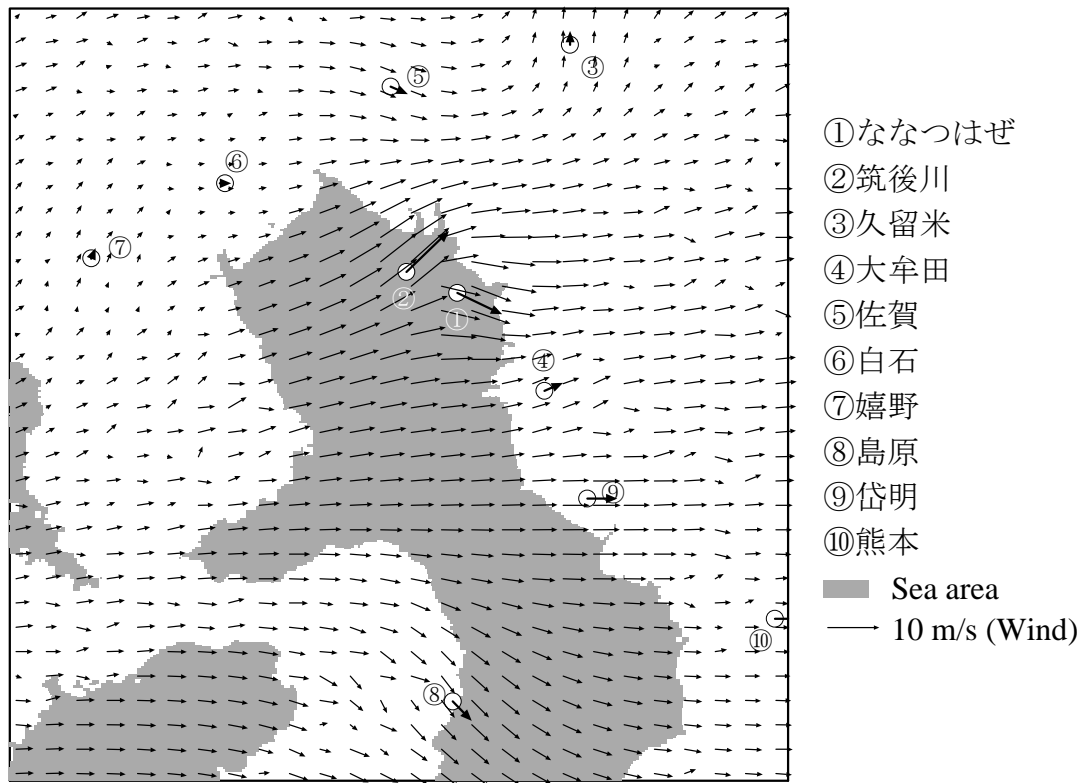 ③
⑤
⑥
⑦
②
①
④
⑨
⑩
⑧
①ななつはぜ
②筑後川
③久留米
④大牟田
⑤佐賀
⑥白石
⑦嬉野
⑧島原
⑨岱明
⑩熊本
Sea area
10 m/s (Wind)